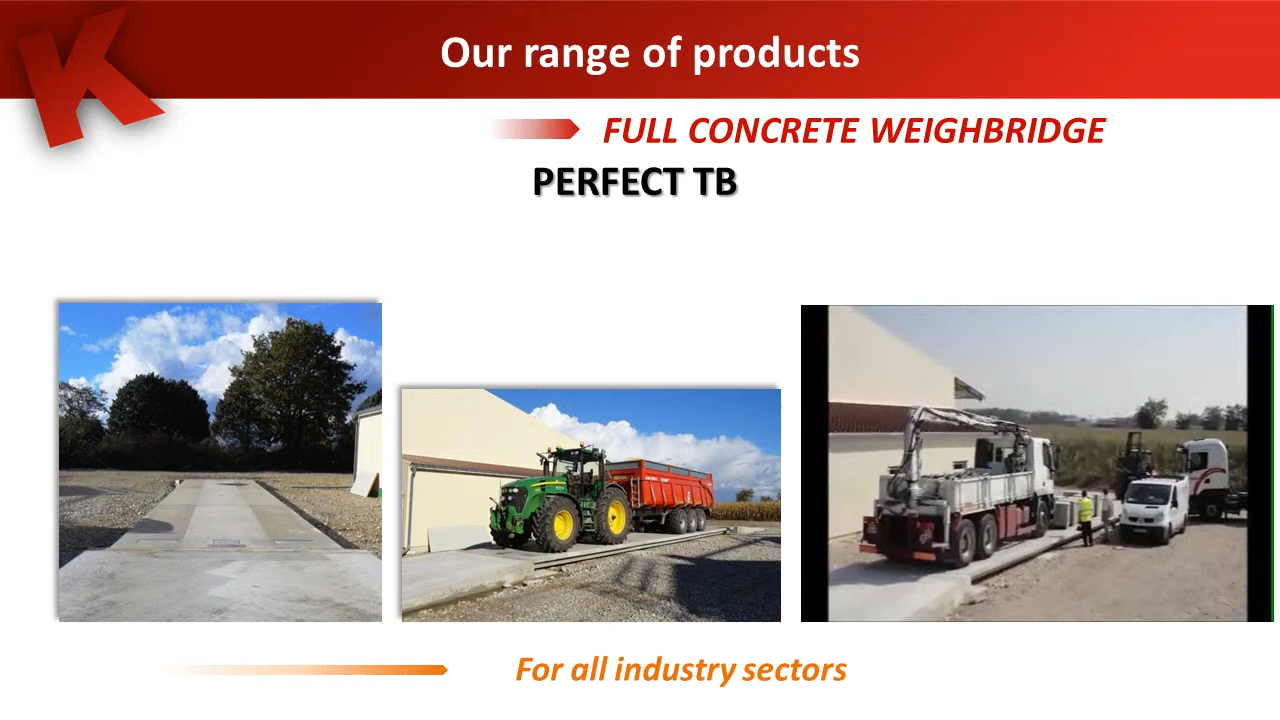 K
Our range of products
FULL CONCRETE WEIGHBRIDGE
PERFECT TB
For all industry sectors